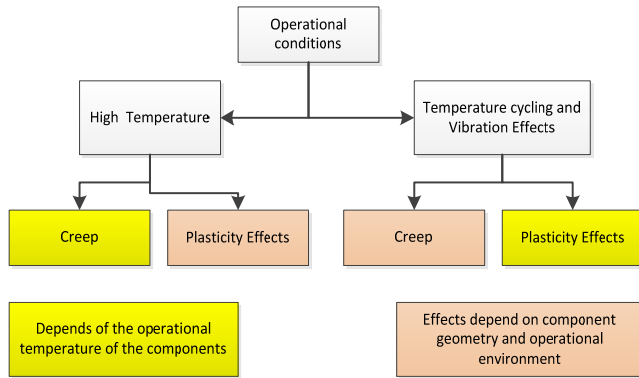 Operational
conditions
High Temperature
Temperature cycling and
Vibration Effects
Creep
Plasticity Effects
Creep
Plasticity Effects
Depends of the operational
temperature of the components
Effects depend on component
geometry and operational
environment